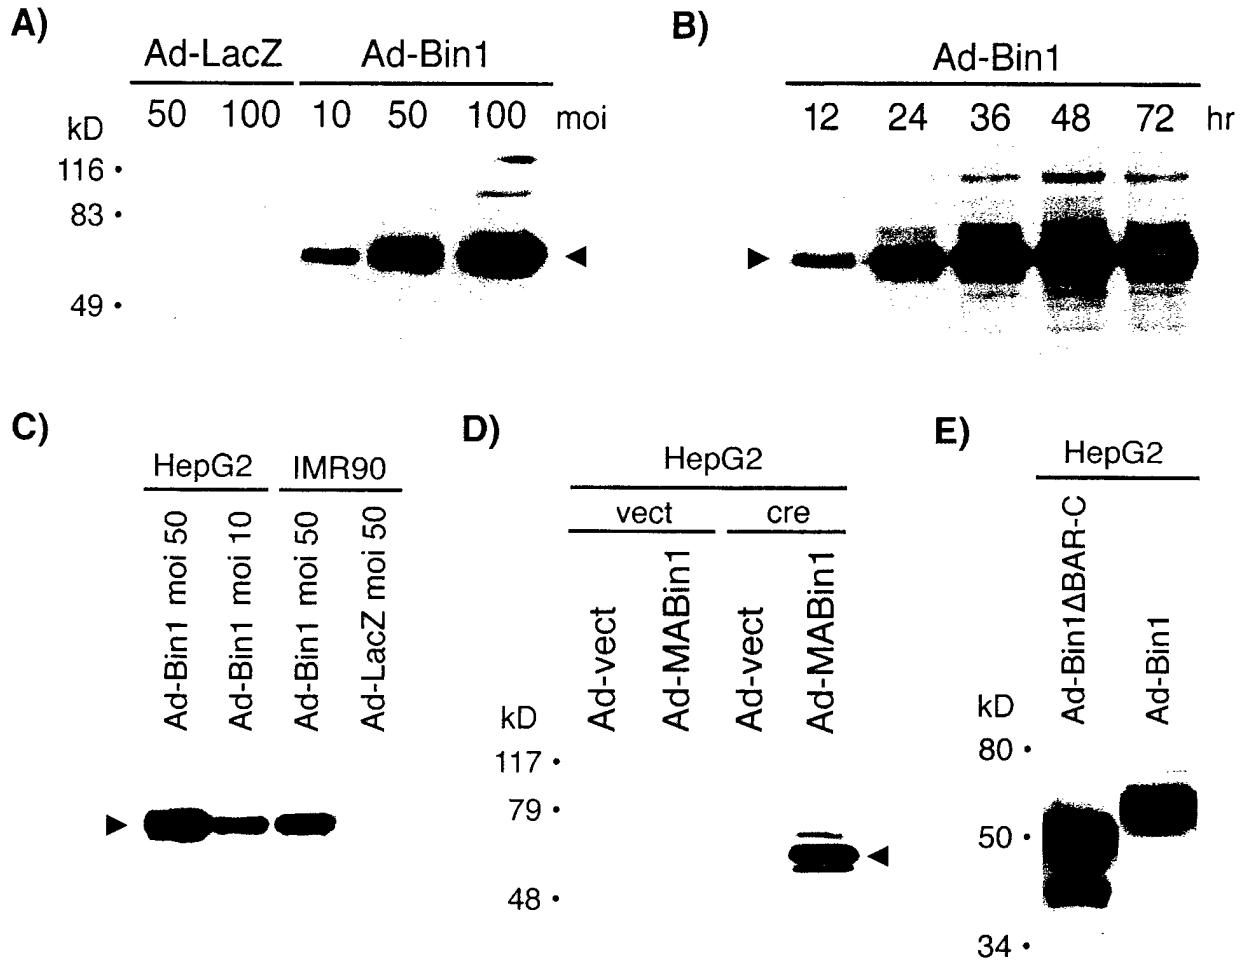 A)
Ad-LacZ Ad-Bin1
50 100 10 50 100 moi
kD
116
83
49
B)
Ad-Bin1
12 24 36 48 72 hr
C)
HepG2 IMR90
Ad-Bin1 moi 50
Ad-Bin1 moi 10
Ad-Bin1 moi 50
Ad-LacZ moi 50
D)
HepG2
vect cre
Ad-vect
Ad-MABin1
Ad-vect
Ad-MABin1
kD
117
79
48
E)
HepG2
Ad-Bin1ΔBAR-C
Ad-Bin1
kD
80
50
34